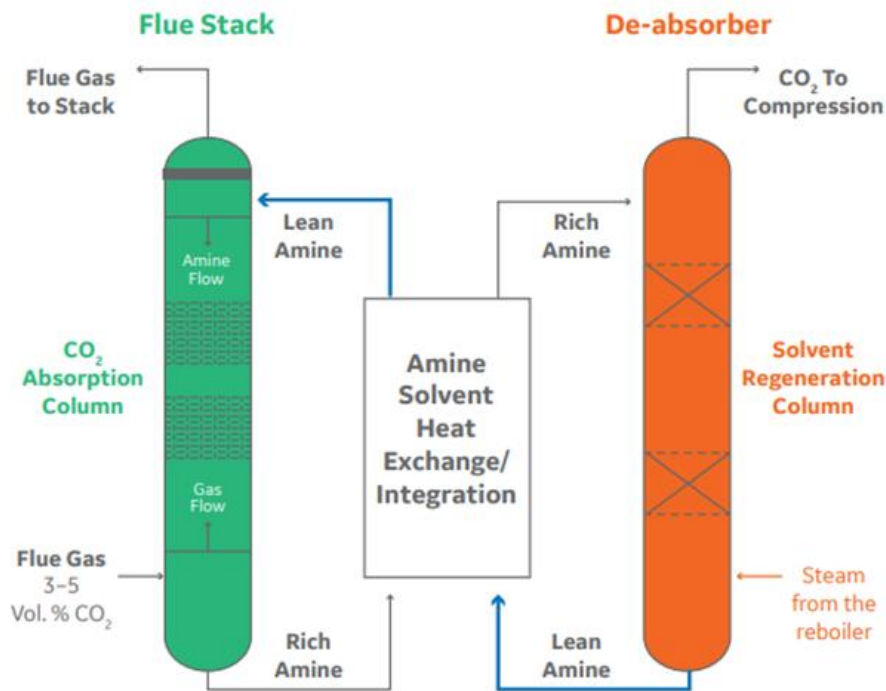 Flue Stack
De-absorber
Flue Gas
to Stack
CO₂ To
Compression
Lean
Amine
Rich
Amine
Amine
Flow
CO₂
Absorption
Column
Amine
Solvent
Heat
Exchange/
Integration
Solvent
Regeneration
Column
Gas
Flow
Flue Gas
3–5
Vol. % CO₂
Steam
from the
reboiler
Rich
Amine
Lean
Amine